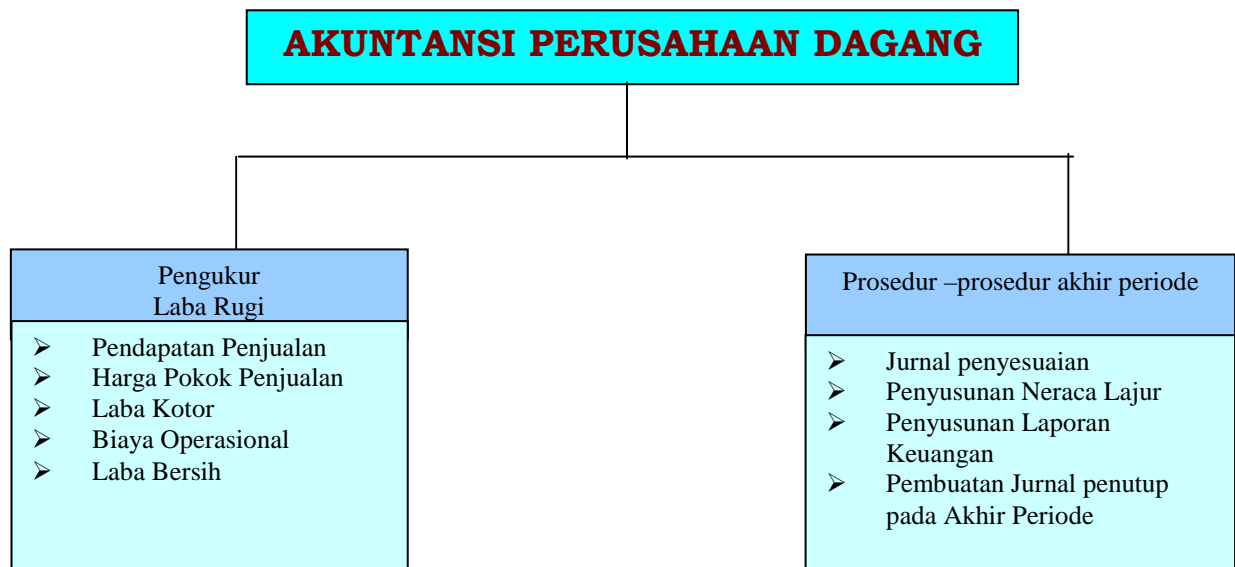 AKUNTANSI PERUSAHAAN DAGANG
Pengukur
Laba Rugi
➢ Pendapatan Penjualan
➢ Harga Pokok Penjualan
➢ Laba Kotor
➢ Biaya Operasional
➢ Laba Bersih
Prosedur –prosedur akhir periode
➢ Jurnal penyesuaian
➢ Penyusunan Neraca Lajur
➢ Penyusunan Laporan
Keuangan
➢ Pembuatan Jurnal penutup
pada Akhir Periode